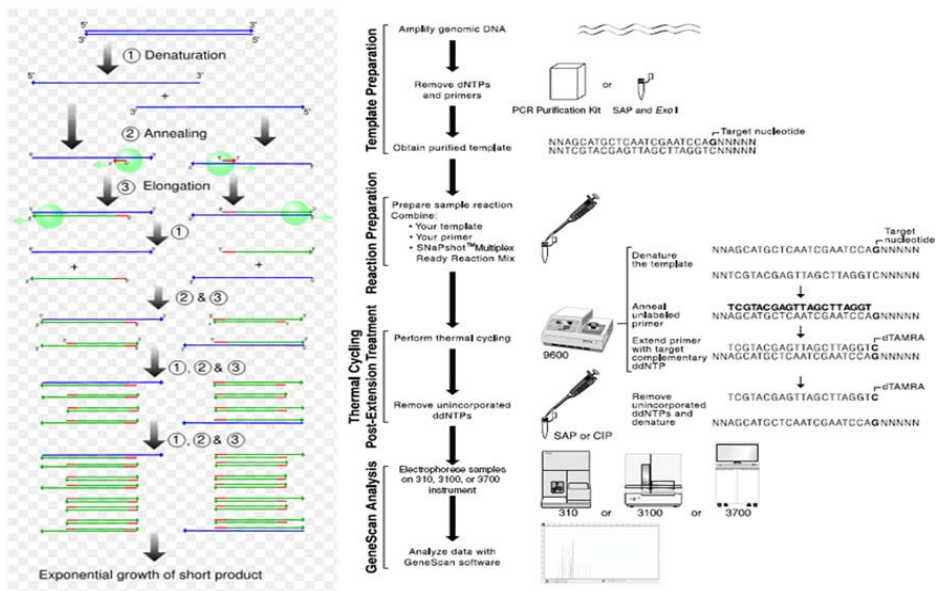 5'
3'
3'
5'
① Denaturation
5'
3'
+
3'
5'
② Annealing
③ Elongation
①
+
+
② & ③
①, ② & ③
①, ② & ③
Exponential growth of short product
Template Preparation
Amplify genomic DNA
Remove dNTPs
and primers
PCR Purification Kit
or
SAP and Exo I
Obtain purified template
Target nucleotide
NNAGCATGCTCAATCGAATCCAGNNNNN
NNTCGTACGAGTTAGCTTAGGTCNNNNN
Reaction Preparation
Prepare sample reaction
Combine:
• Your template
• Your primer
• SNaPshot™Multiplex
Ready Reaction Mix
Thermal Cycling
Post-Extension Treatment
Perform thermal cycling
9600
Denature
the template
Target
nucleotide
NNAGCATGCTCAATCGAATCCAGNNNNN
NNTCGTACGAGTTAGCTTAGGTCNNNNN
Anneal
unlabeled
primer
TCGTACGAGTTAGCTTAGGT
NNAGCATGCTCAATCGAATCCAGNNNNN
Extend primer
with target
complementary
ddNTP
dTAMRA
TCGTACGAGTTAGCTTAGGTC
NNAGCATGCTCAATCGAATCCAGNNNNN
Remove unincorporated
ddNTPs
SAP or CIP
Remove
unincorporated
ddNTPs and
denature
dTAMRA
TCGTACGAGTTAGCTTAGGTC
NNAGCATGCTCAATCGAATCCAGNNNNN
GeneScan Analysis
Electrophorese samples
on 310, 3100, or 3700
instrument
310 or 3100 or 3700
Analyze data with
GeneScan software